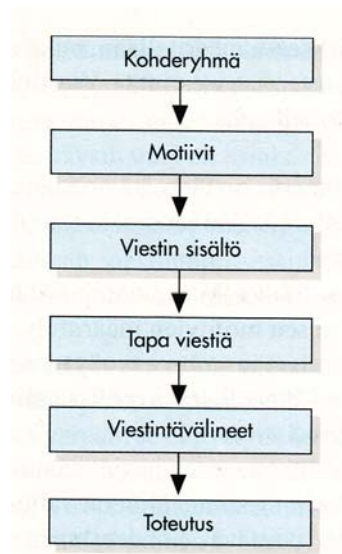 Kohderyhmä
Motiivit
Viestin sisältö
Tapa viestiä
Viestintävälineet
Toteutus